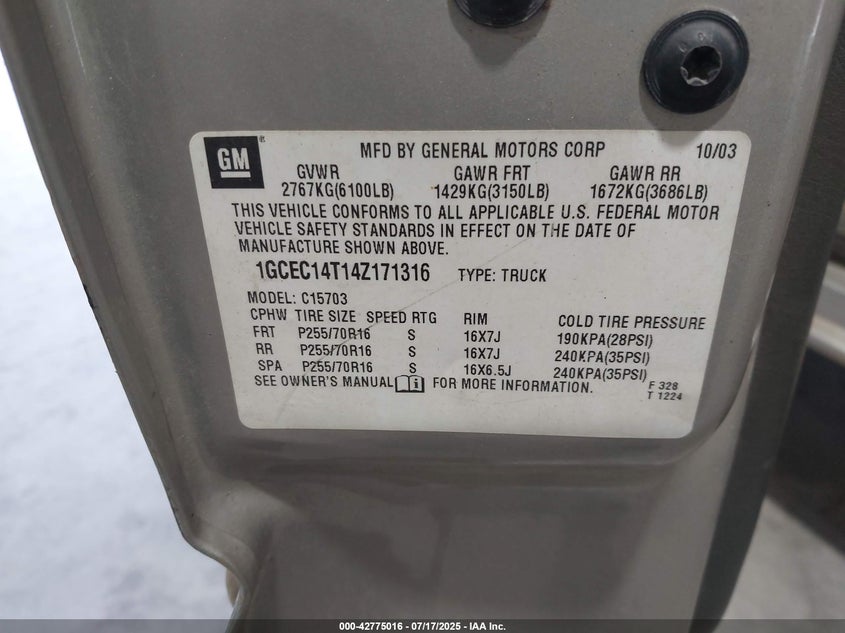 GM
MFD BY GENERAL MOTORS CORP 10/03
GVWR GAWR FRT GAWR RR
2767KG(6100LB) 1429KG(3150LB) 1672KG(3686LB)
THIS VEHICLE CONFORMS TO ALL APPLICABLE U.S. FEDERAL MOTOR
VEHICLE SAFETY STANDARDS IN EFFECT ON THE DATE OF
MANUFACTURE SHOWN ABOVE.
1GCEC14T14Z171316 TYPE: TRUCK
MODEL: C15703
CPHW TIRE SIZE SPEED RTG RIM COLD TIRE PRESSURE
FRT P255/70R16 S 16X7J 190KPA(28PSI)
RR P255/70R16 S 16X7J 240KPA(35PSI)
SPA P255/70R16 S 16X6.5J 240KPA(35PSI)
SEE OWNER'S MANUAL FOR MORE INFORMATION.
F 328
T 1224
000-42775016 - 07/17/2025 - IAA Inc.